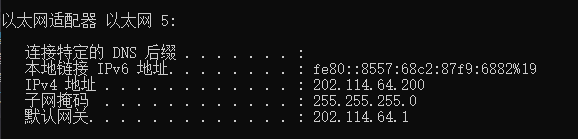 以太网适配器 以太网 5:
连接特定的 DNS 后缀 . . . . . . . :
本地链接 IPv6 地址. . . . . . . . : fe80::8557:68c2:87f9:6882%19
IPv4 地址 . . . . . . . . . . . . : 202.114.64.200
子网掩码 . . . . . . . . . . . . : 255.255.255.0
默认网关. . . . . . . . . . . . . : 202.114.64.1